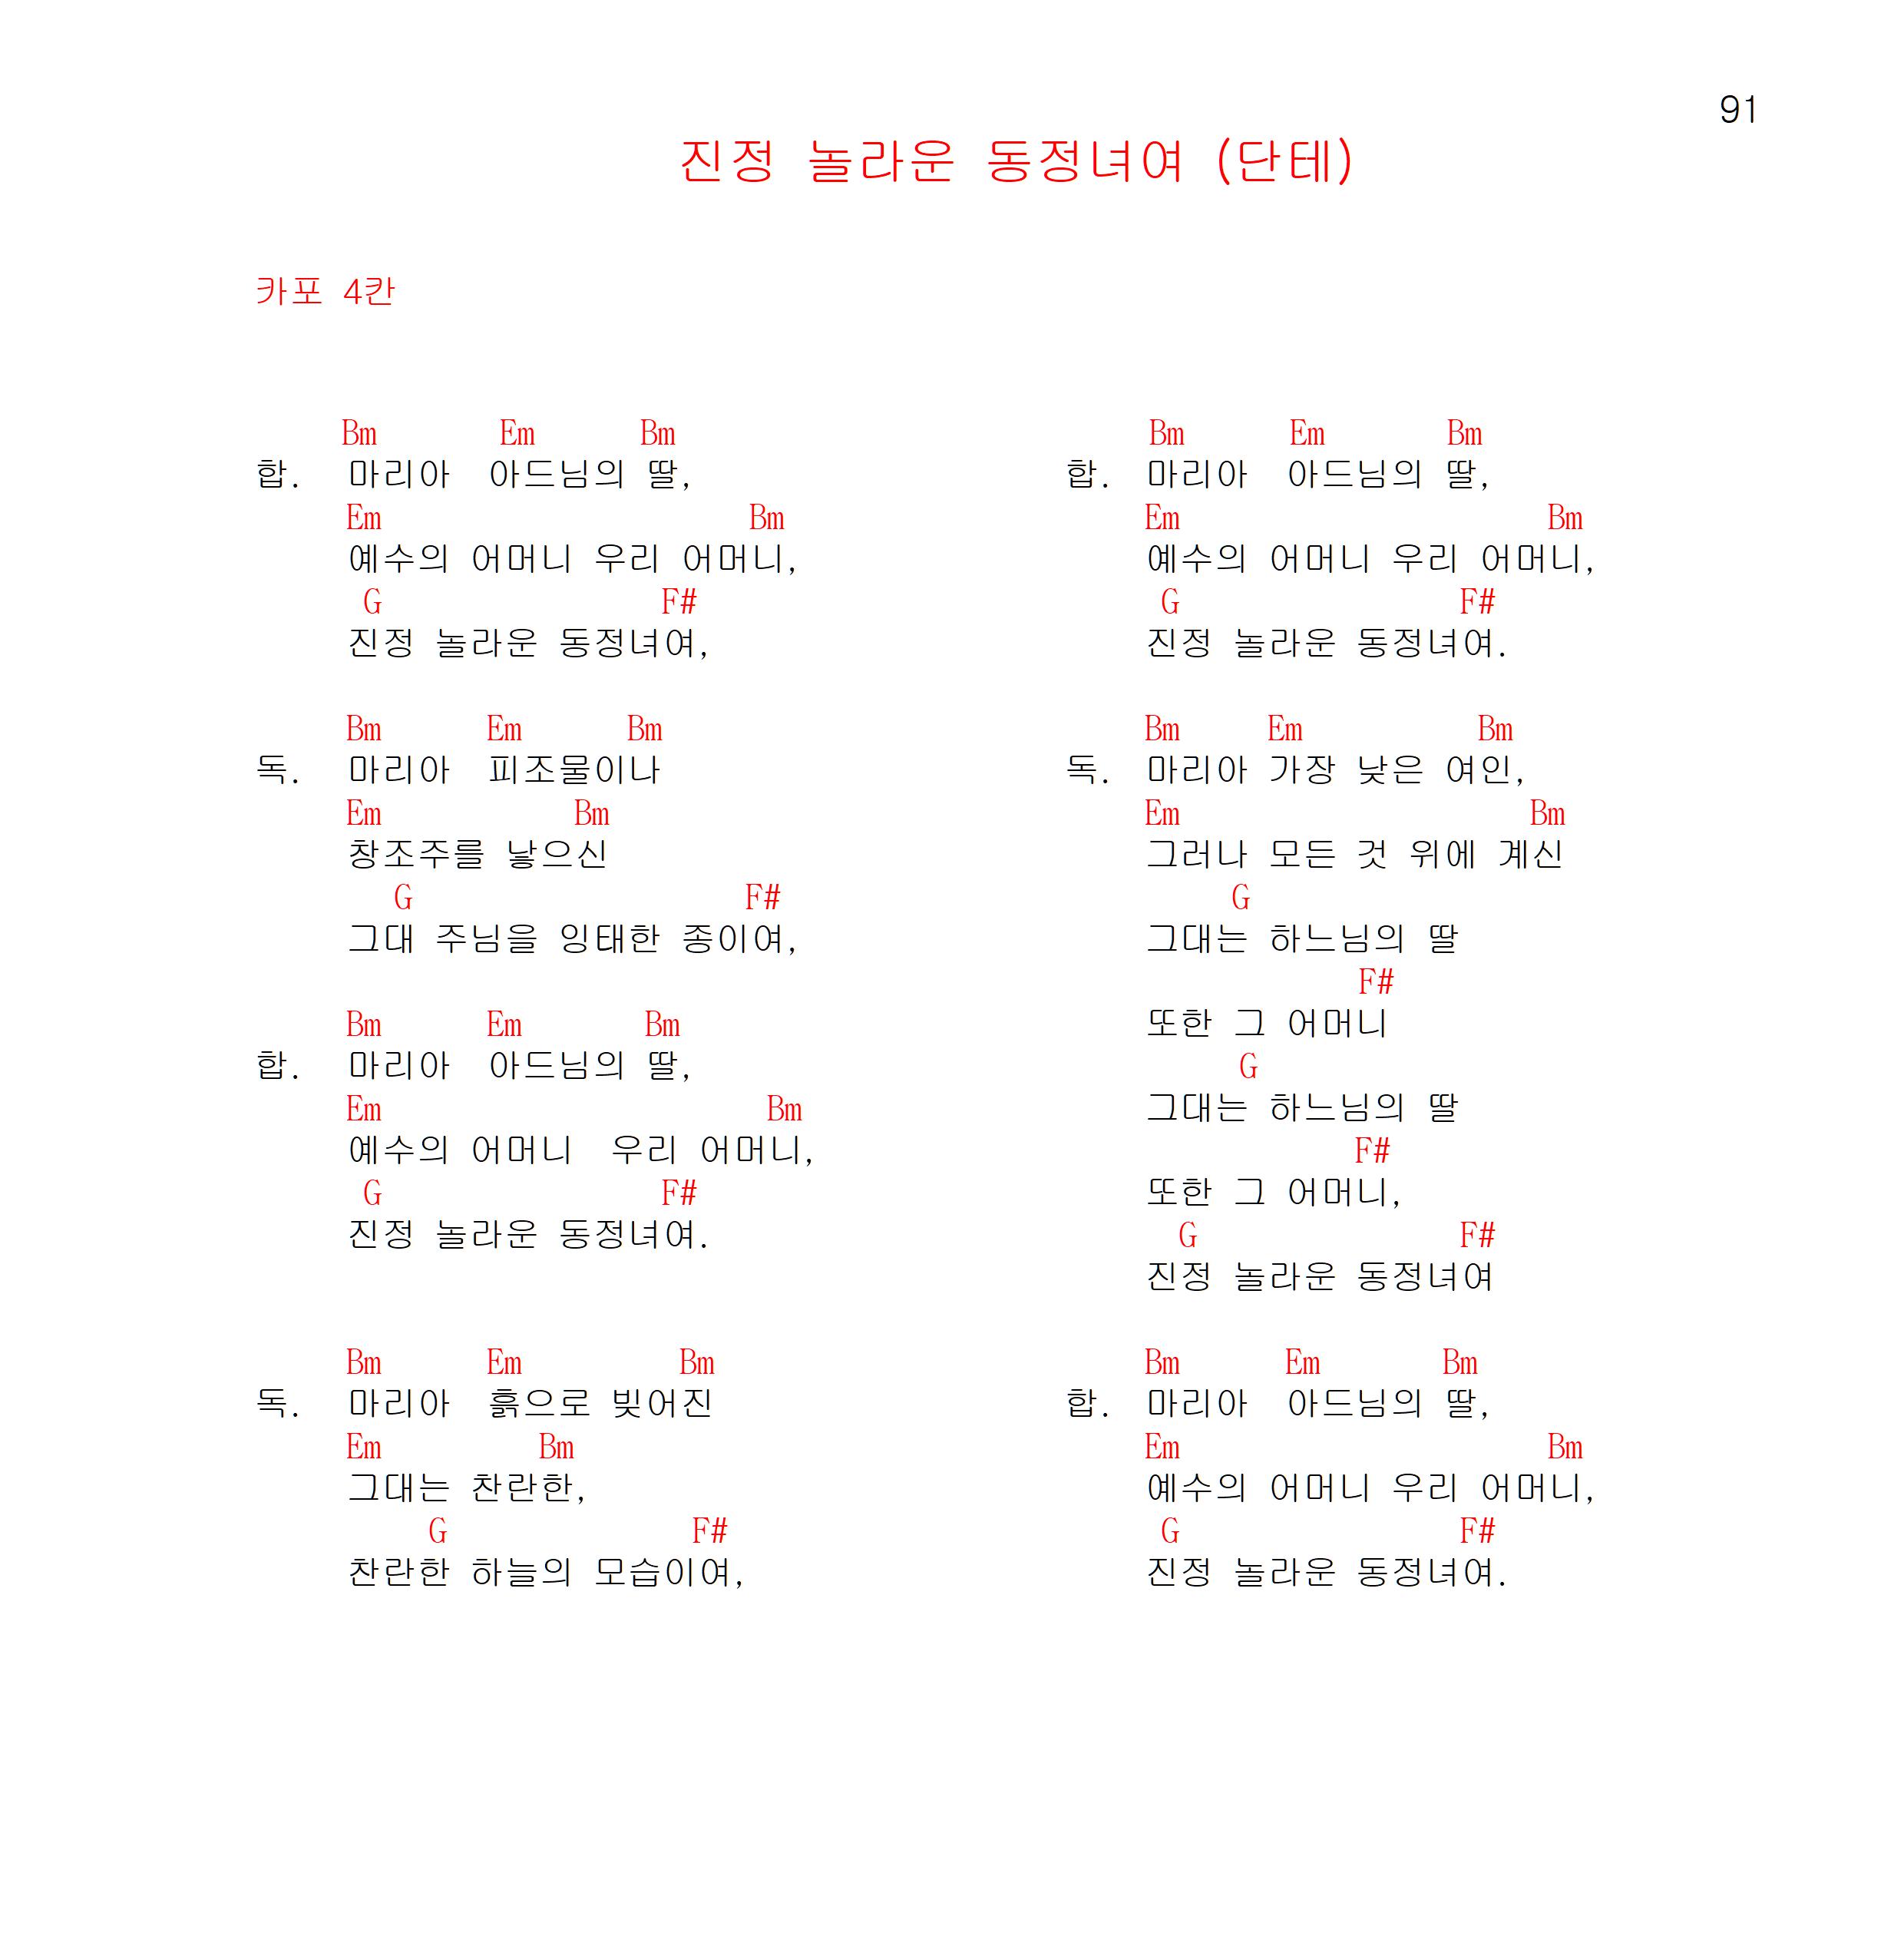 91
진정 놀라운 동정녀여 (단테)
카포 4칸
Bm Em Bm
합. 마리아 아드님의 딸,
Em Bm
예수의 어머니 우리 어머니,
G F#
진정 놀라운 동정녀여,
Bm Em Bm
독. 마리아 피조물이나
Em Bm
창조주를 낳으신
G F#
그대 주님을 잉태한 종이여,
Bm Em Bm
합. 마리아 아드님의 딸,
Em Bm
예수의 어머니 우리 어머니,
G F#
진정 놀라운 동정녀여.
Bm Em Bm
독. 마리아 흙으로 빚어진
Em Bm
그대는 찬란한,
G F#
찬란한 하늘의 모습이여,
Bm Em Bm
합. 마리아 아드님의 딸,
Em Bm
예수의 어머니 우리 어머니,
G F#
진정 놀라운 동정녀여.
Bm Em Bm
독. 마리아 가장 낮은 여인,
Em Bm
그러나 모든 것 위에 계신
G
그대는 하느님의 딸
F#
또한 그 어머니
G
그대는 하느님의 딸
F#
또한 그 어머니,
G F#
진정 놀라운 동정녀여
Bm Em Bm
합. 마리아 아드님의 딸,
Em Bm
예수의 어머니 우리 어머니,
G F#
진정 놀라운 동정녀여.